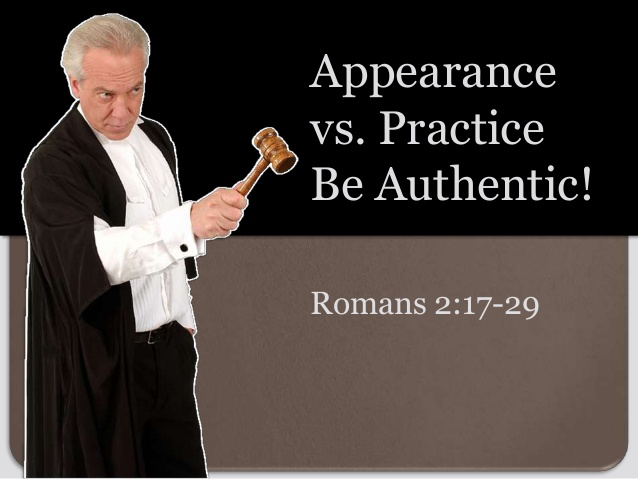 Appearance
vs. Practice
Be Authentic!
Romans 2:17-29